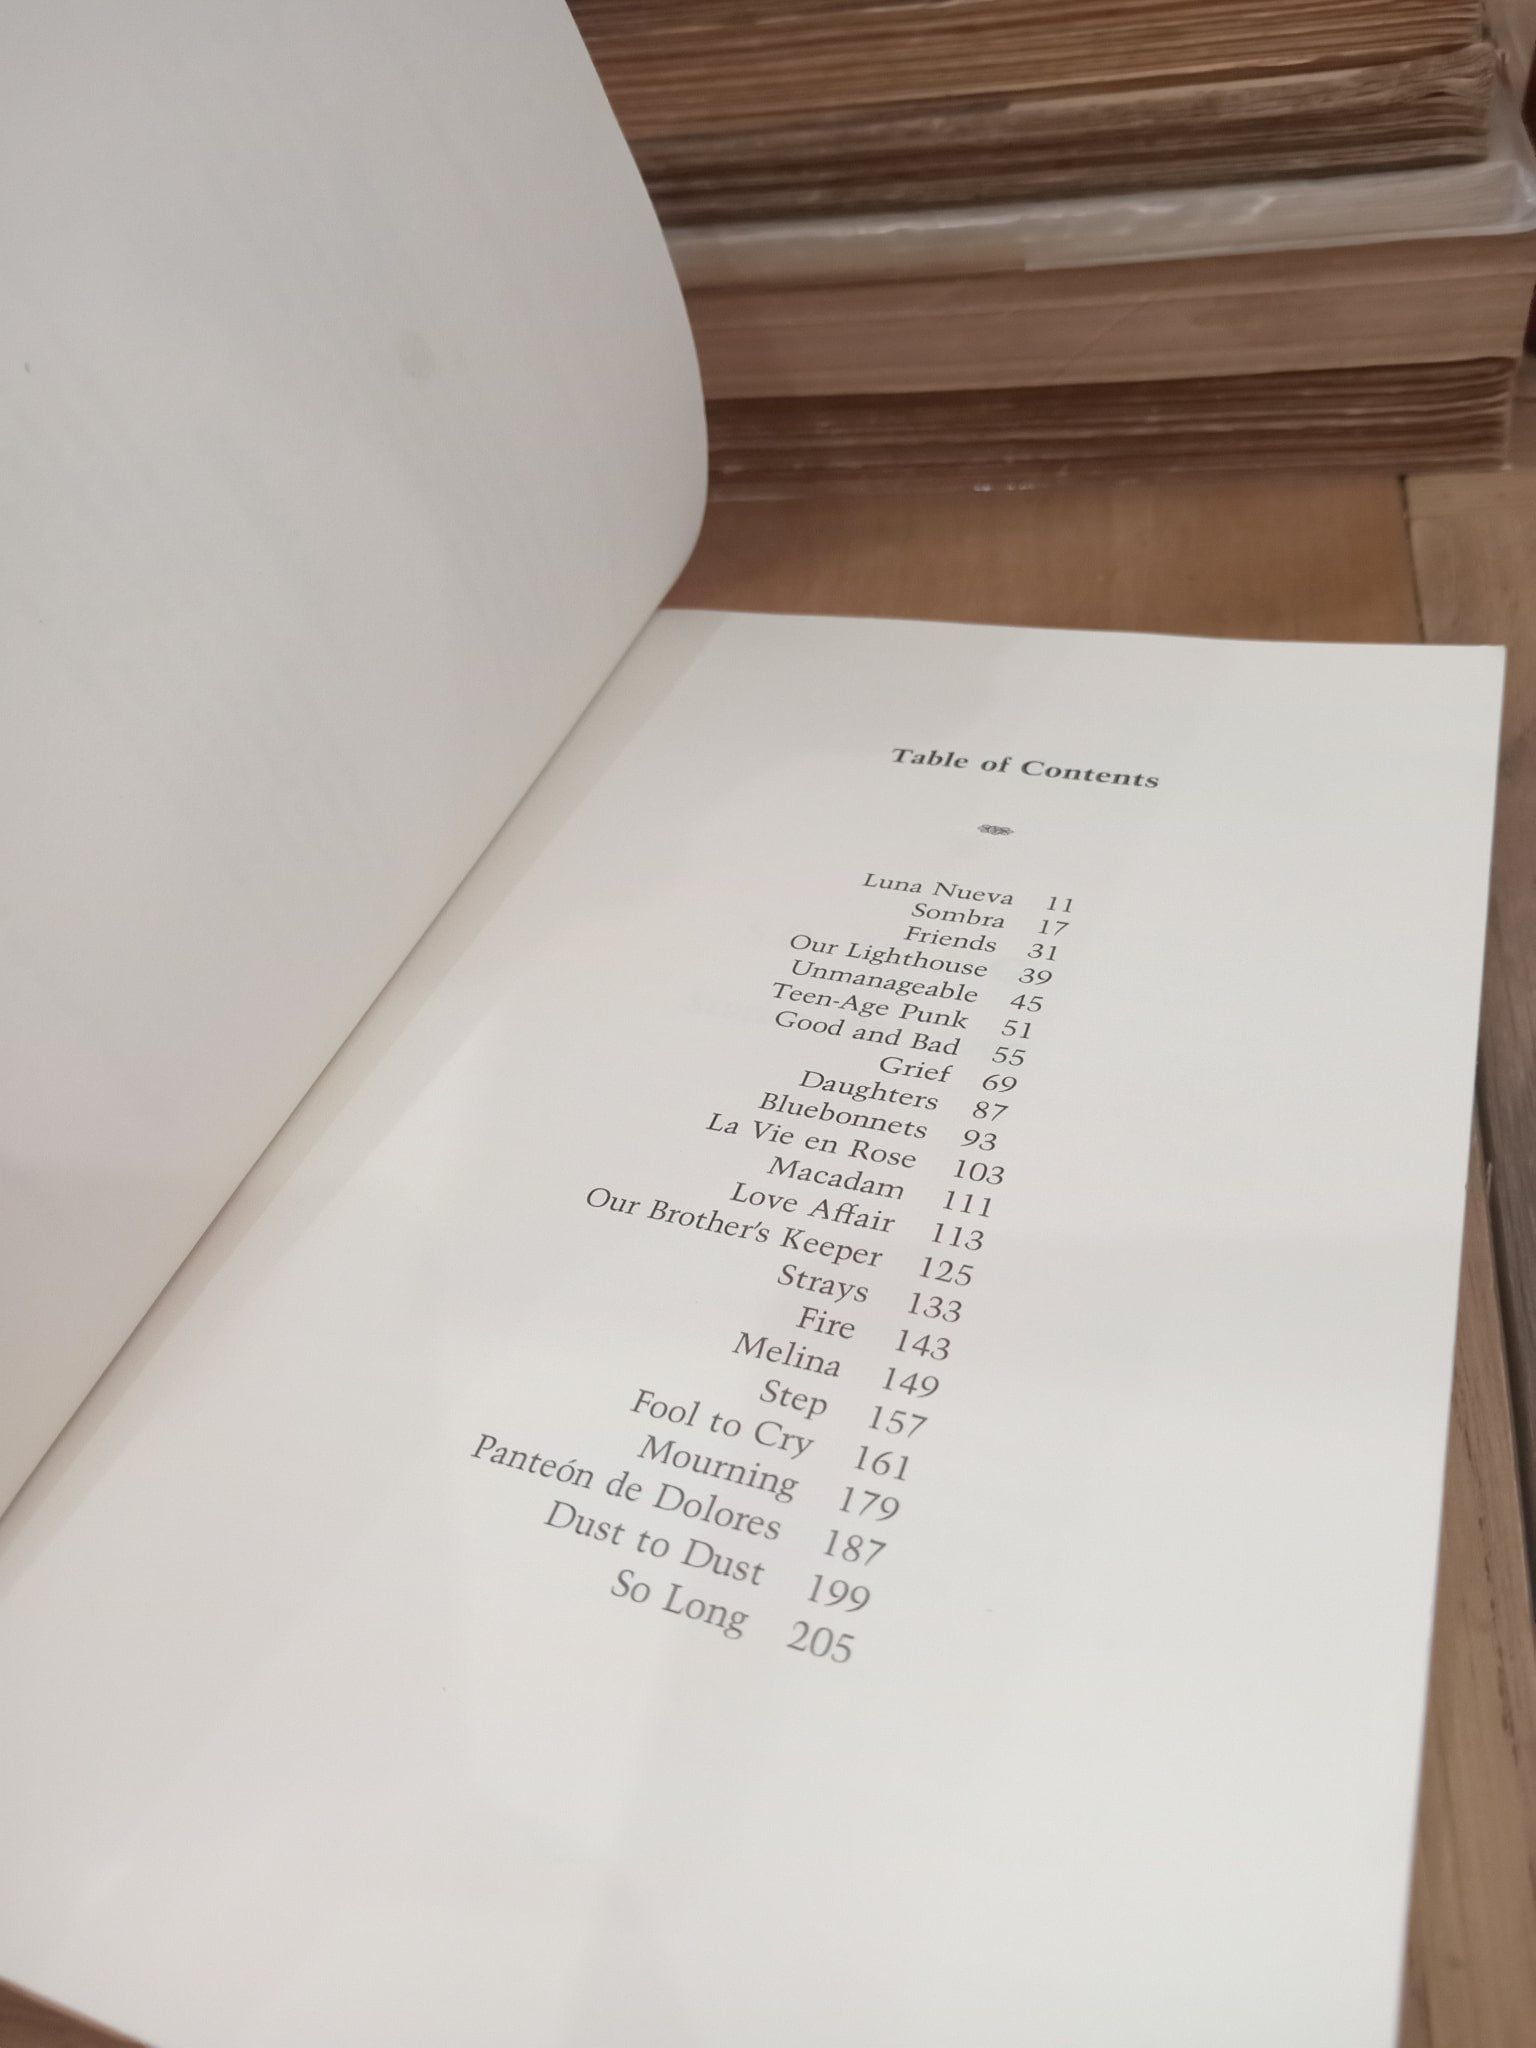 Table of Contents
Luna Nueva 11
Sombra 17
Friends 31
Our Lighthouse 39
Unmanageable 45
Teen-Age Punk 51
Good and Bad 55
Grief 69
Daughters 87
Bluebonnets 93
La Vie en Rose 103
Macadam 111
Love Affair 113
Our Brother's Keeper 125
Strays 133
Fire 143
Melina 149
Step 157
Fool to Cry 161
Mourning 179
Panteón de Dolores 187
Dust to Dust 199
So Long 205